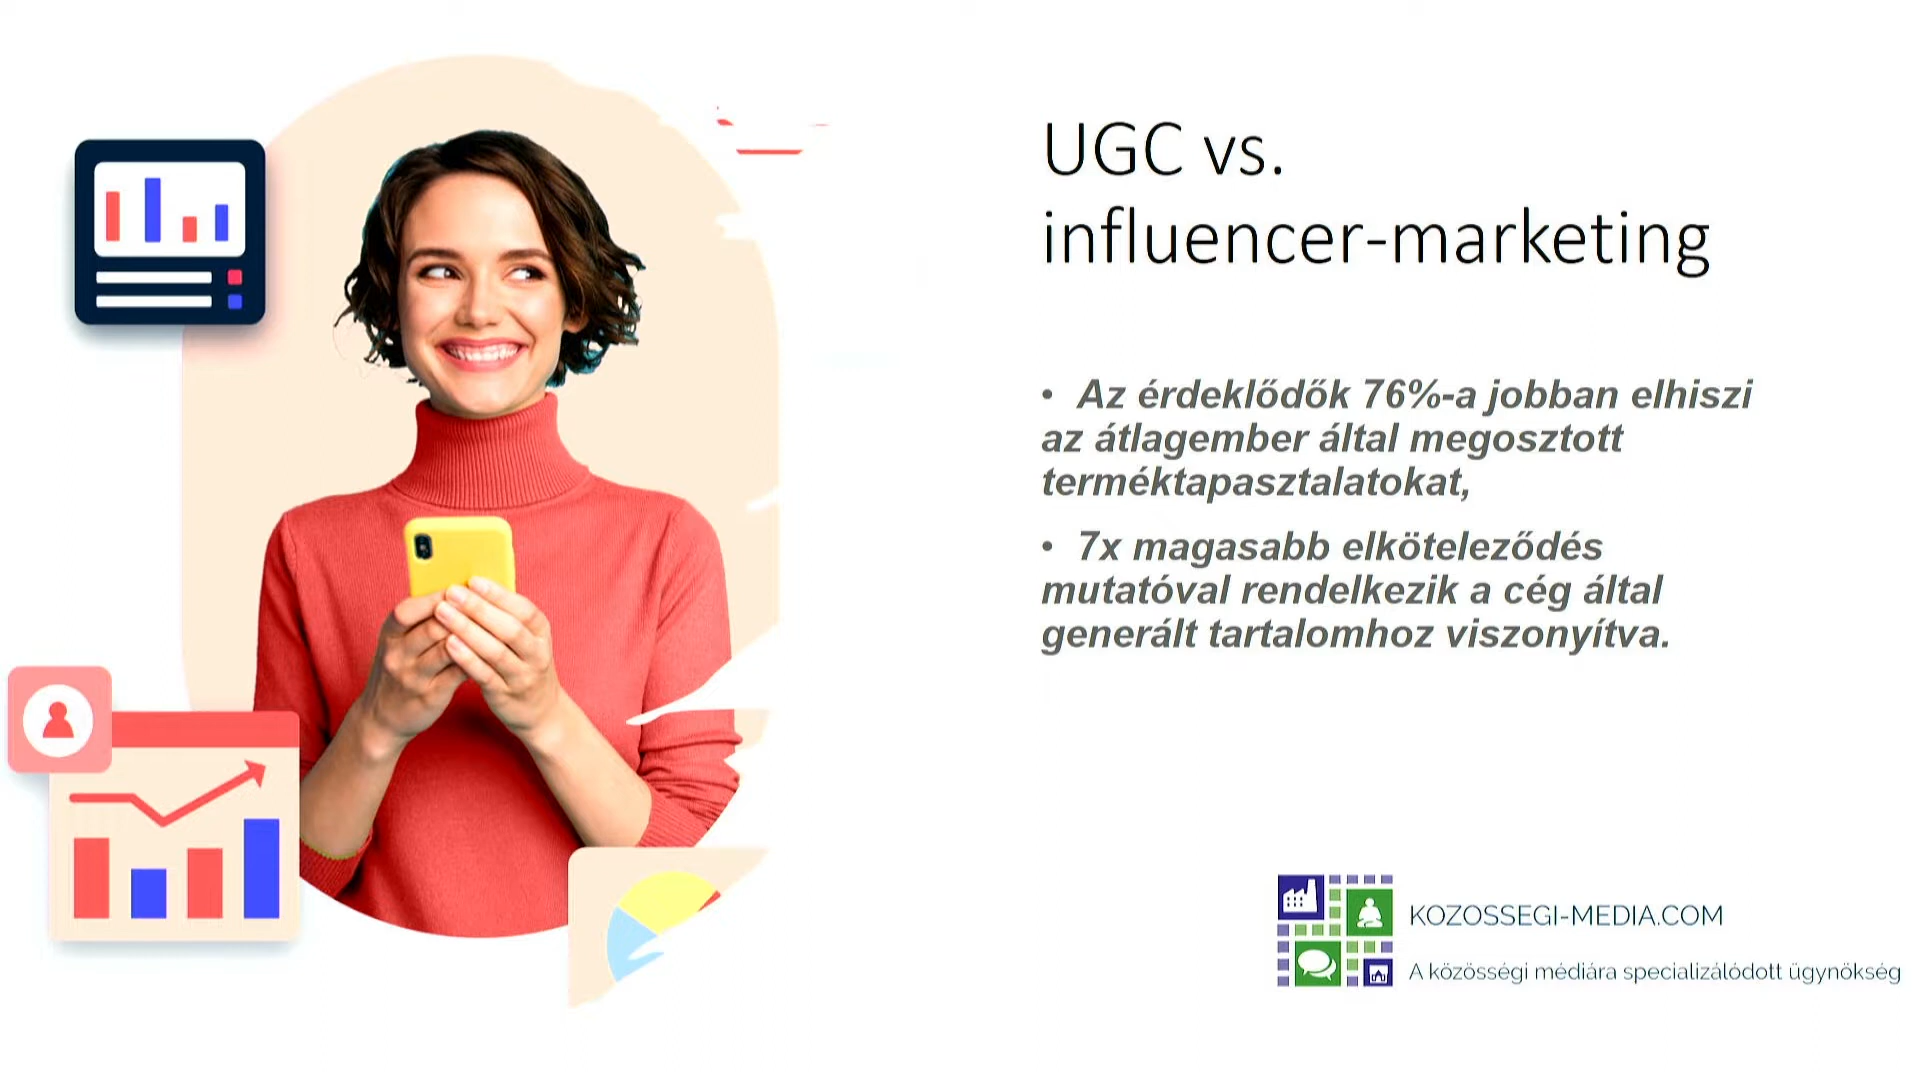 UGC vs.
influencer-marketing
• Az érdeklődők 76%-a jobban elhiszi
az átlagember által megosztott
terméktapasztalatokat,
• 7x magasabb elköteleződés
mutatóval rendelkezik a cég által
generált tartalomhoz viszonyítva.
KOZOSSEGI-MEDIA.COM
A közösségi médiára specializálódott ügynökség